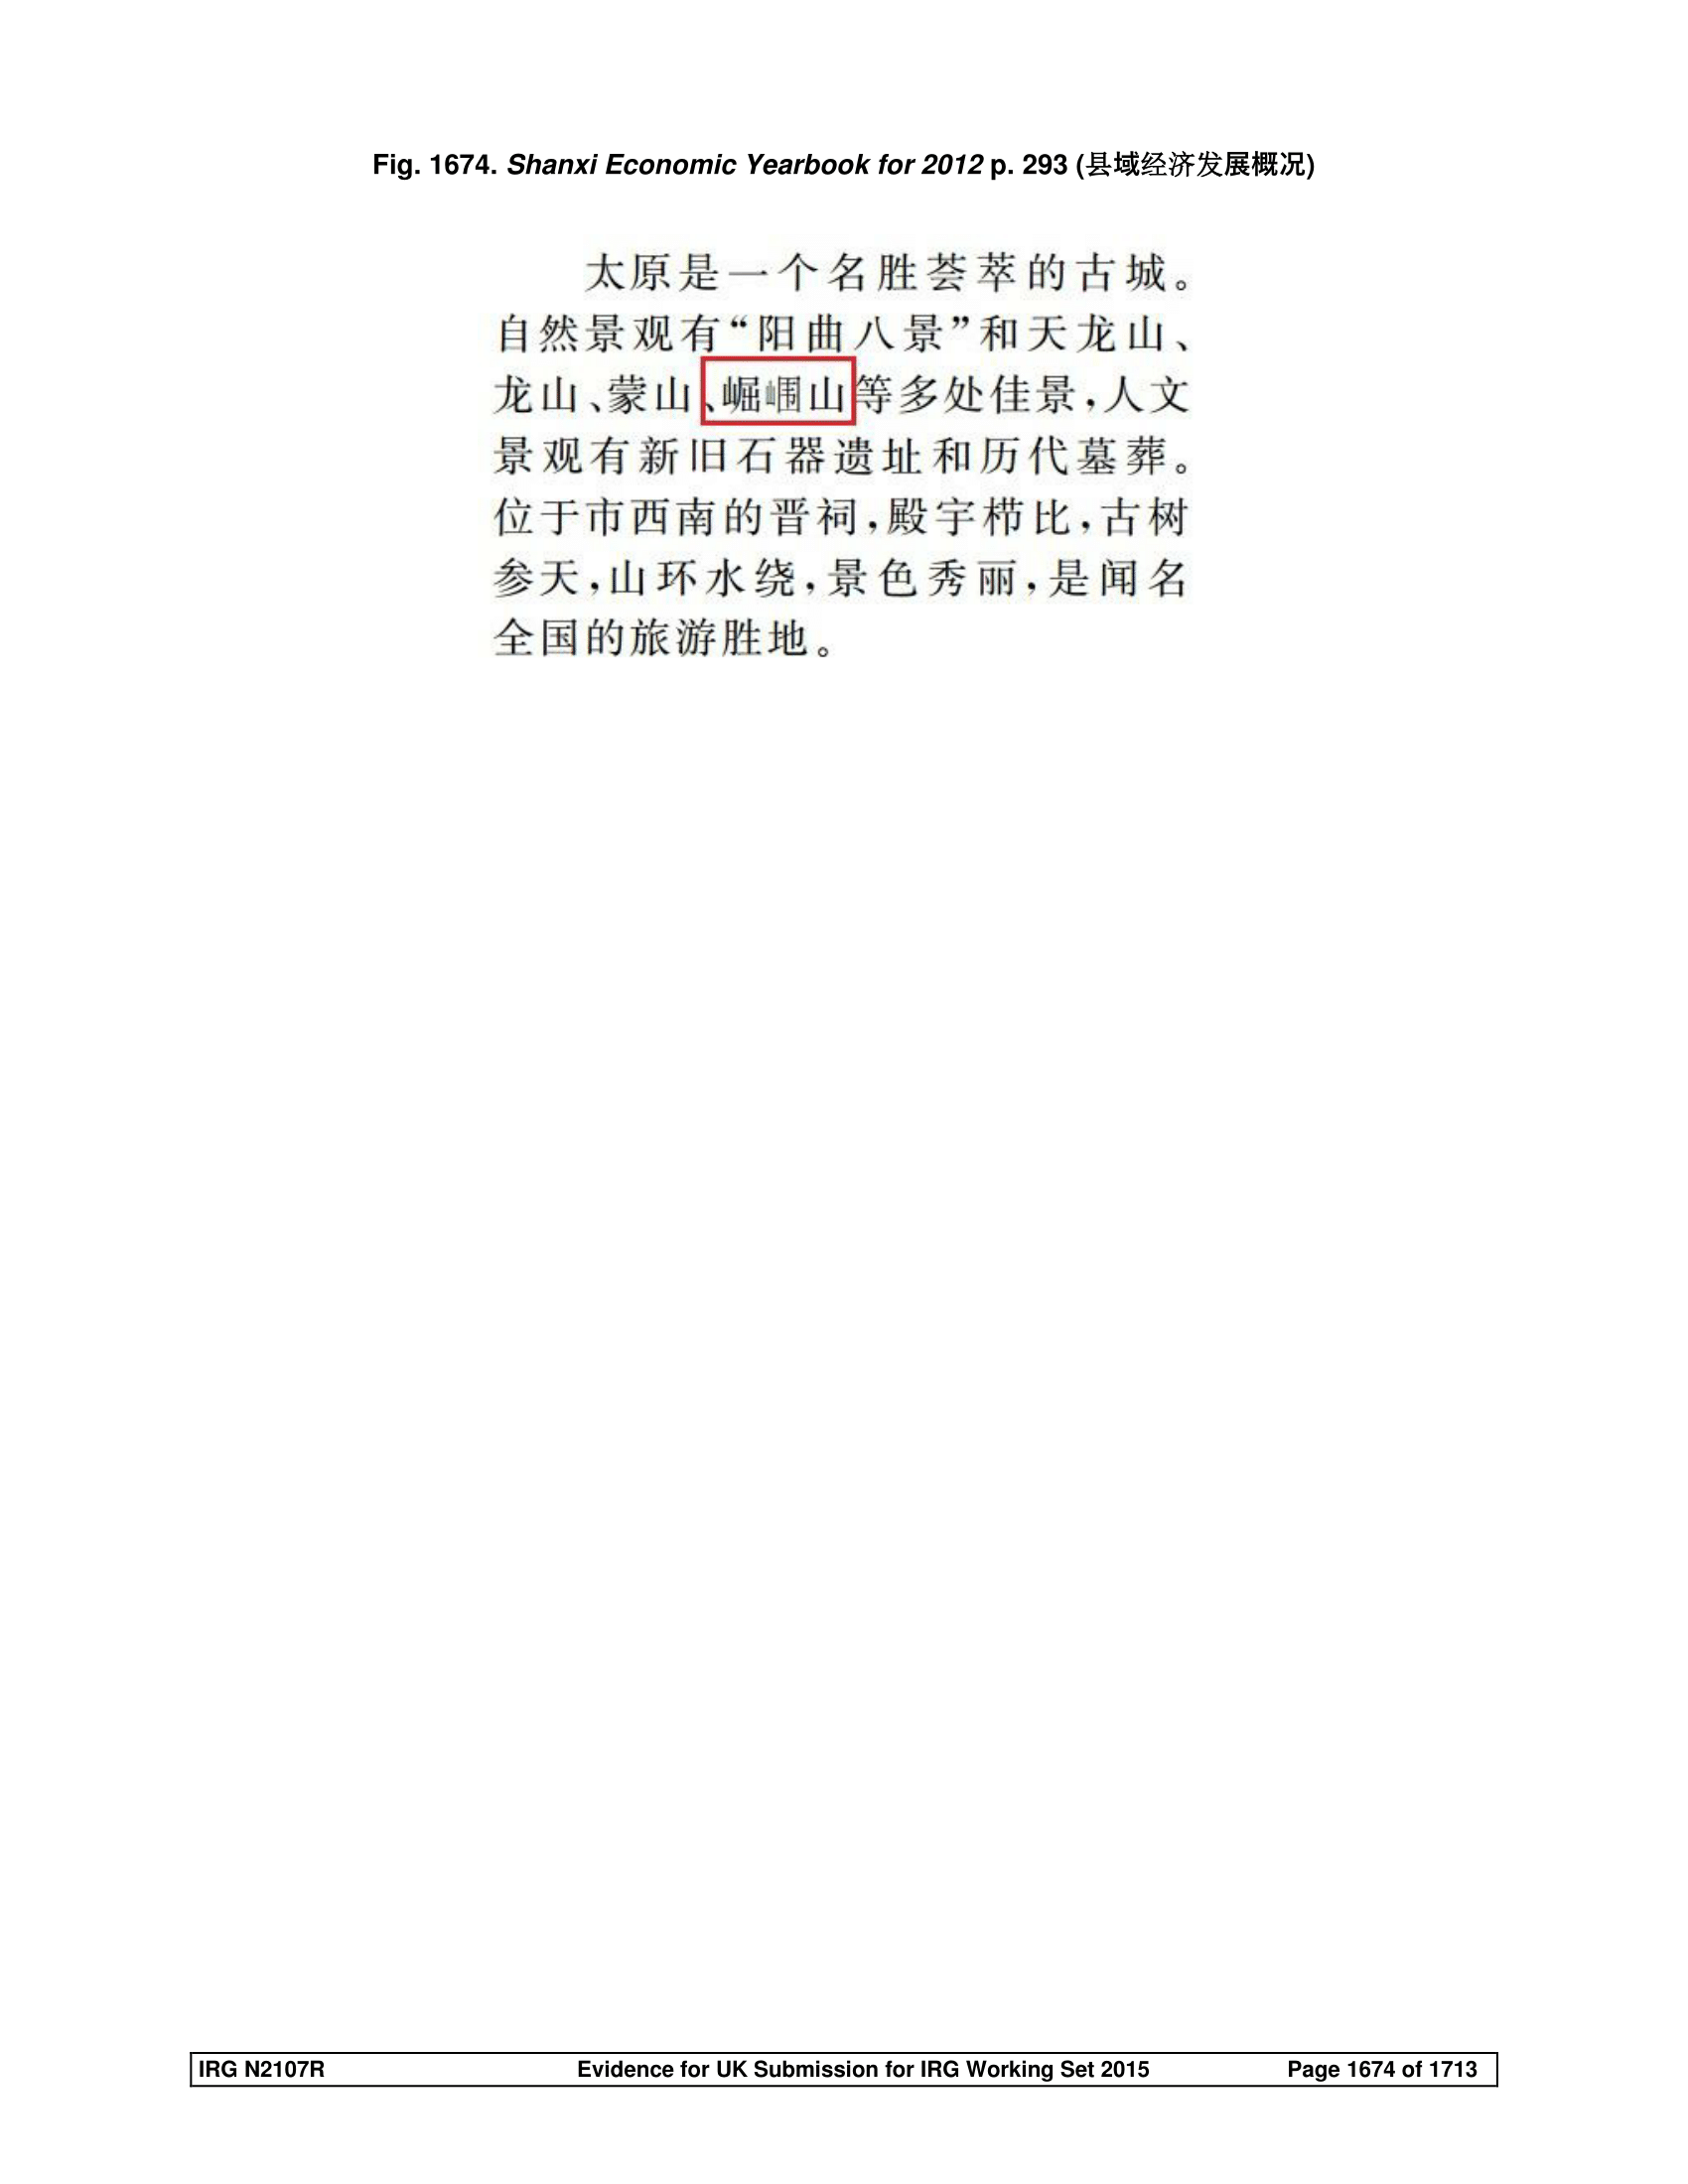 Fig. 1674. Shanxi Economic Yearbook for 2012 p. 293 (县域经济发展概况)
太原是一个名胜荟萃的古城。
自然景观有“阳曲八景”和天龙山、
龙山、蒙山、崛⿰山围山等多处佳景，人文
景观有新旧石器遗址和历代墓葬。
位于市西南的晋祠，殿宇栉比，古树
参天，山环水绕，景色秀丽，是闻名
全国的旅游胜地。
IRG N2107R Evidence for UK Submission for IRG Working Set 2015 Page 1674 of 1713